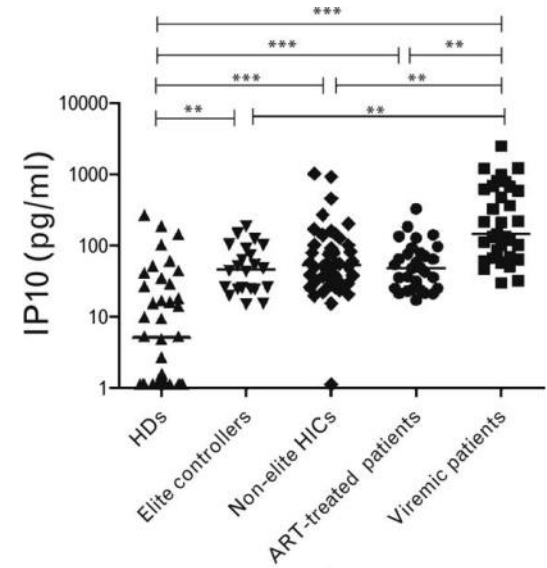 ***
*** **
*** **
** **
10000
1000
100
10
1
IP10 (pg/ml)
HDs
Elite controllers
Non-elite HICs
ART-treated patients
Viremic patients